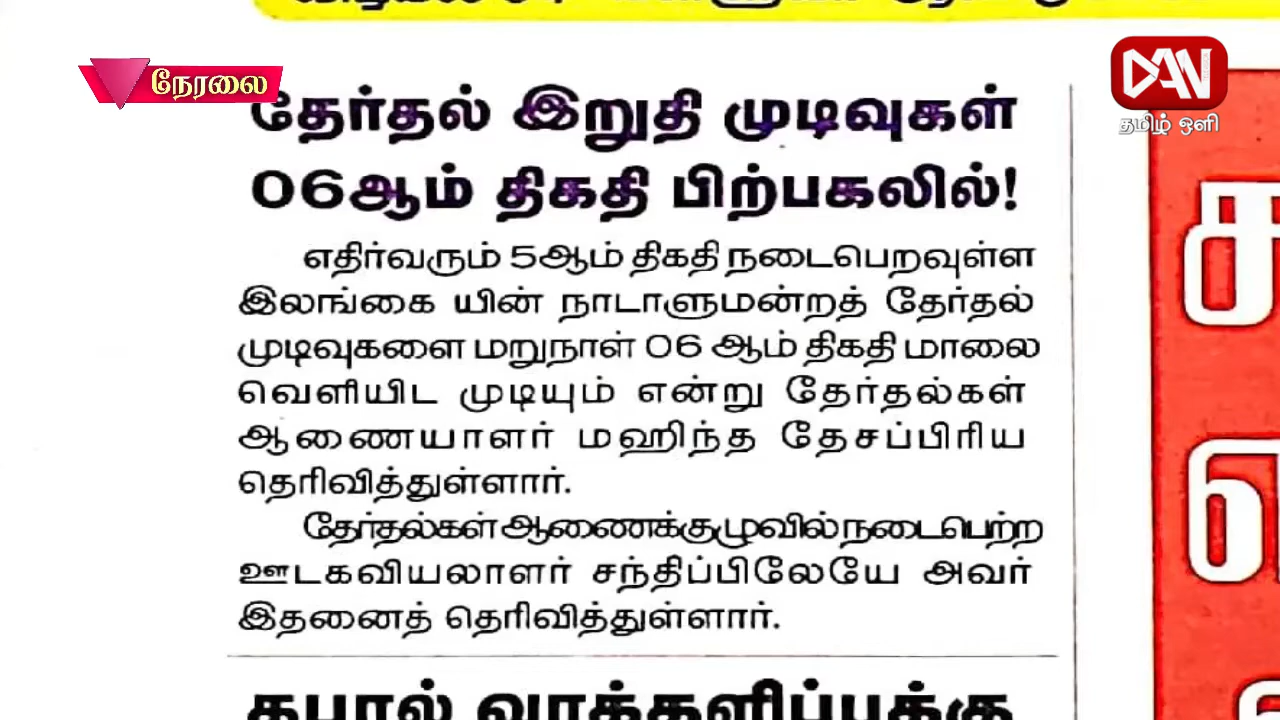 நேரலை
DAN
தமிழ் ஒளி
தேர்தல் இறுதி முடிவுகள்
06ஆம் திகதி பிற்பகலில்!
எதிர்வரும் 5ஆம் திகதி நடைபெறவுள்ள
இலங்கை யின் நாடாளுமன்றத் தேர்தல்
முடிவுகளை மறுநாள் 06 ஆம் திகதி மாலை
வெளியிட முடியும் என்று தேர்தல்கள்
ஆணையாளர் மஹிந்த தேசப்பிரிய
தெரிவித்துள்ளார்.
தேர்தல்கள் ஆணைக்குழுவில் நடைபெற்ற
ஊடகவியலாளர் சந்திப்பிலேயே அவர்
இதனைத் தெரிவித்துள்ளார்.
தபால் வாக்களிப்புக்கு